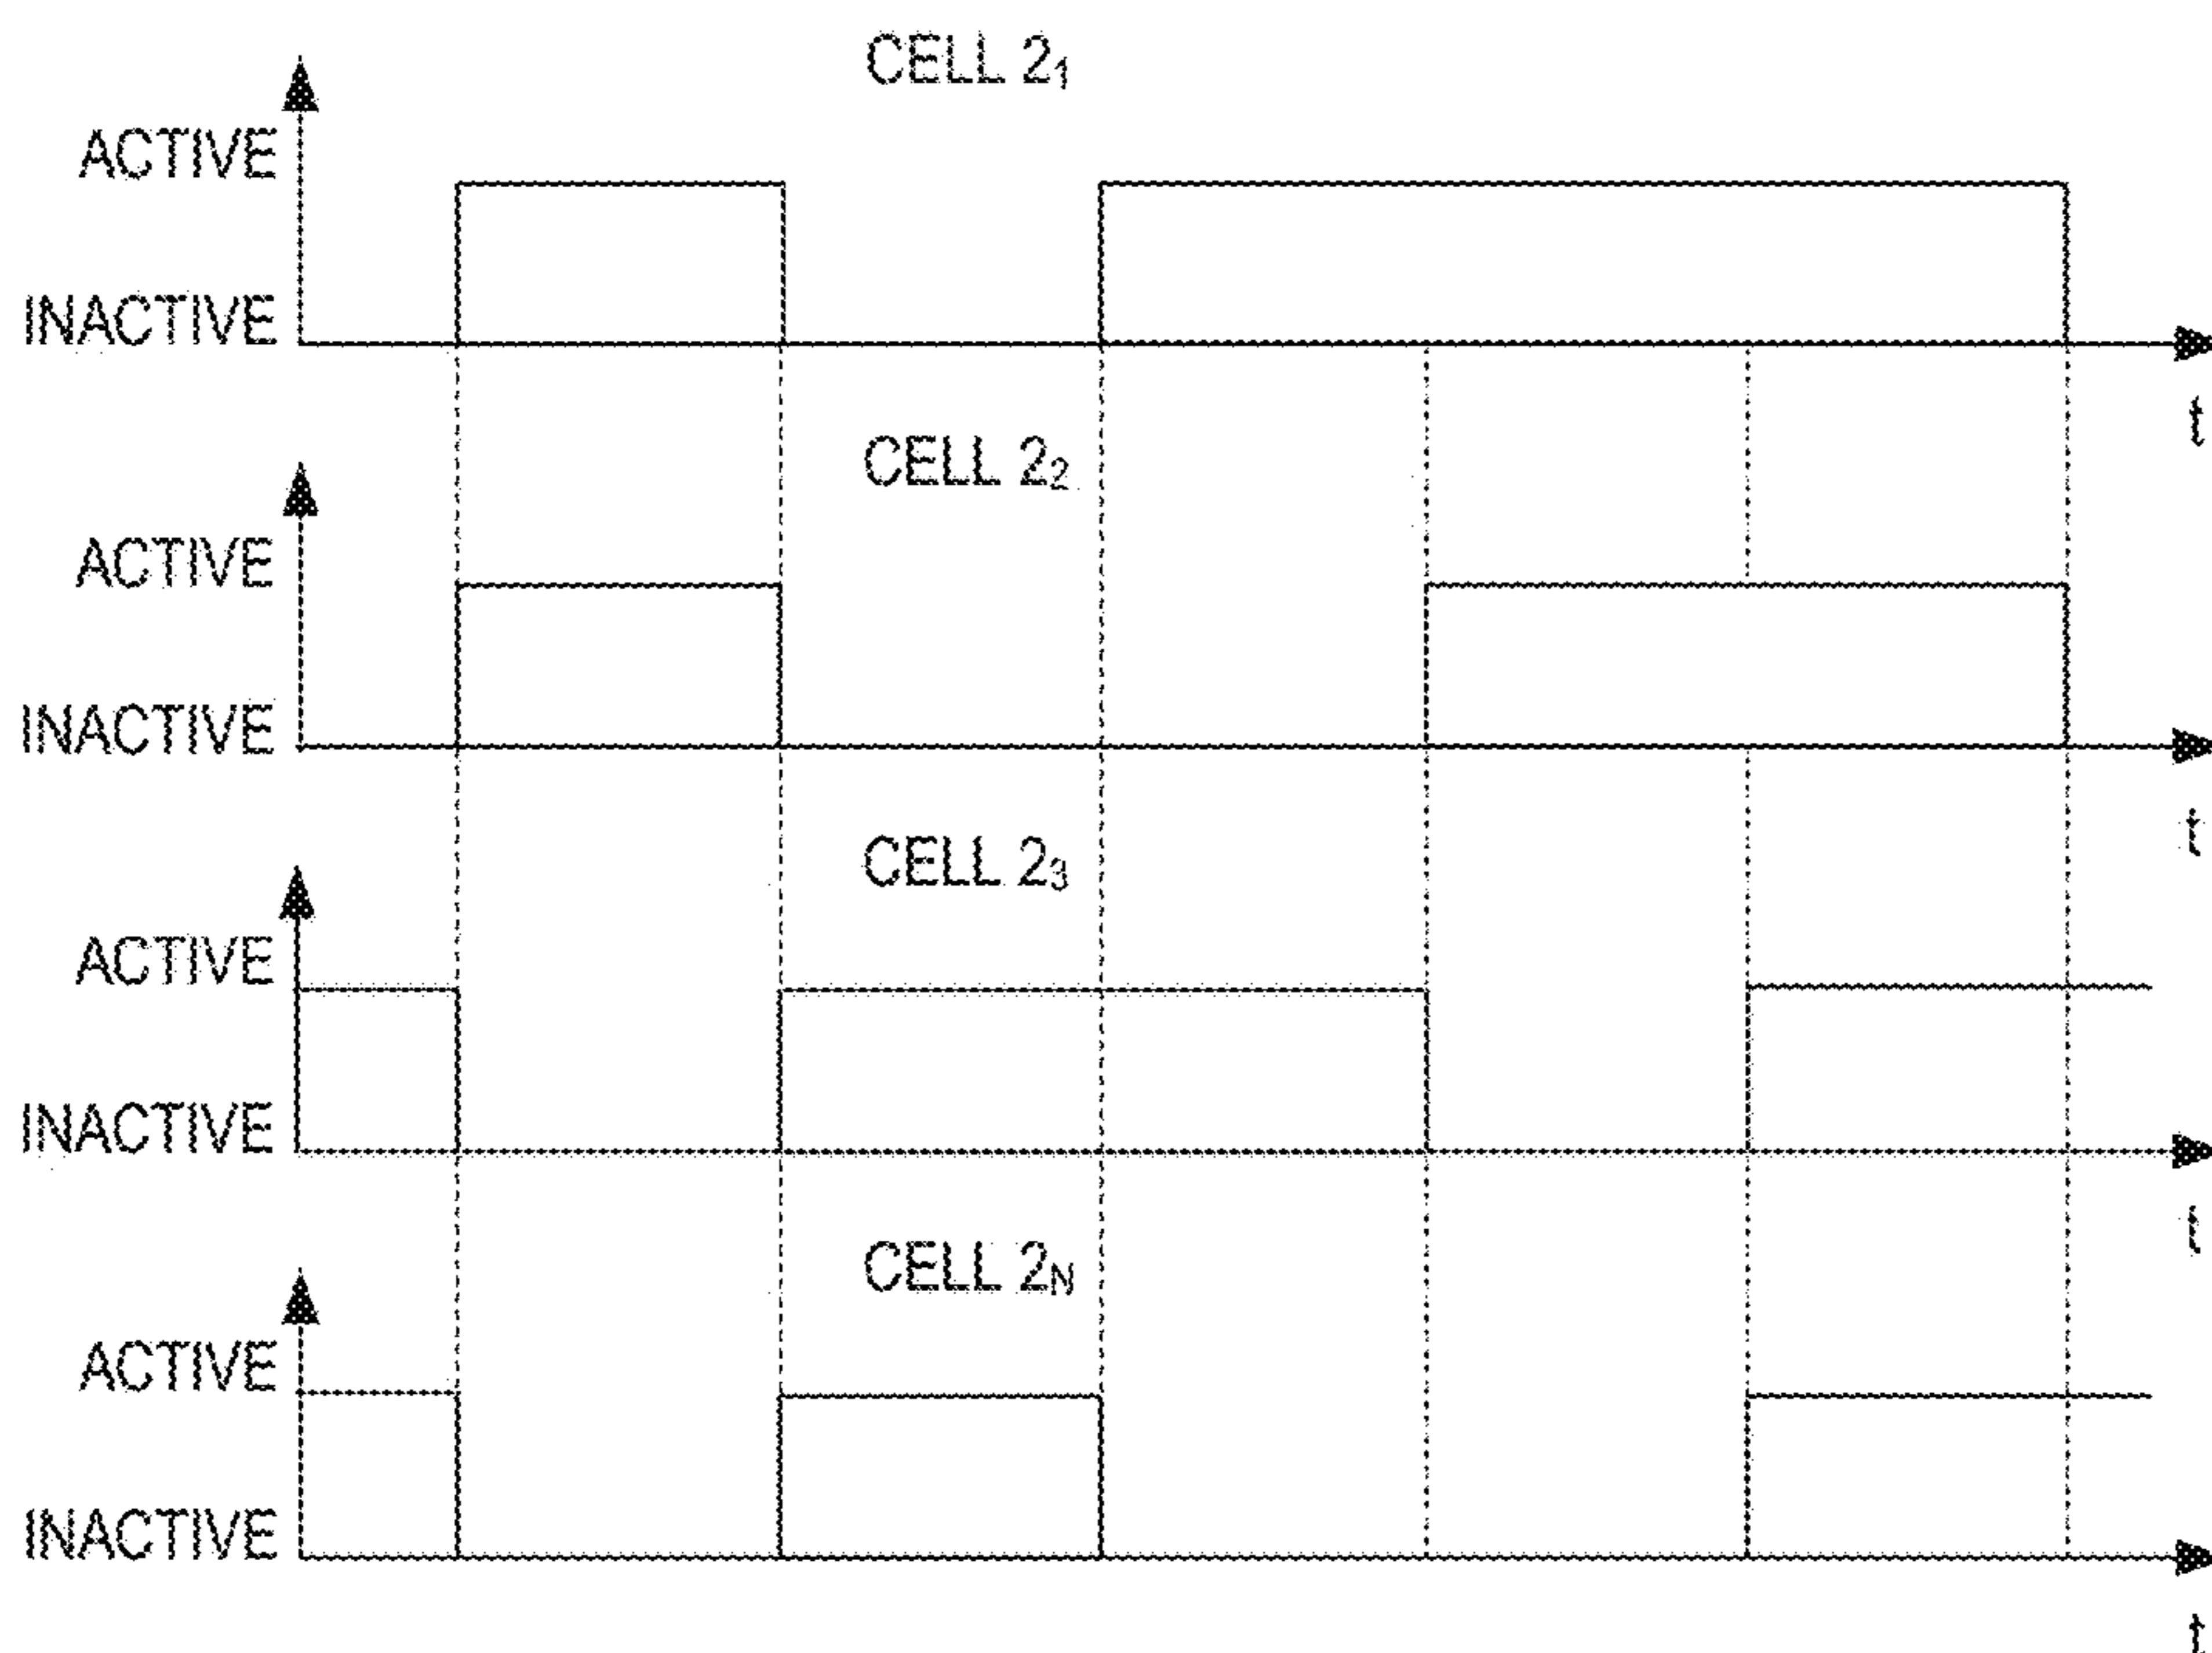 CELL 2₁
ACTIVE
INACTIVE
t
CELL 2₂
ACTIVE
INACTIVE
t
CELL 2₃
ACTIVE
INACTIVE
t
CELL 2N
ACTIVE
INACTIVE
t